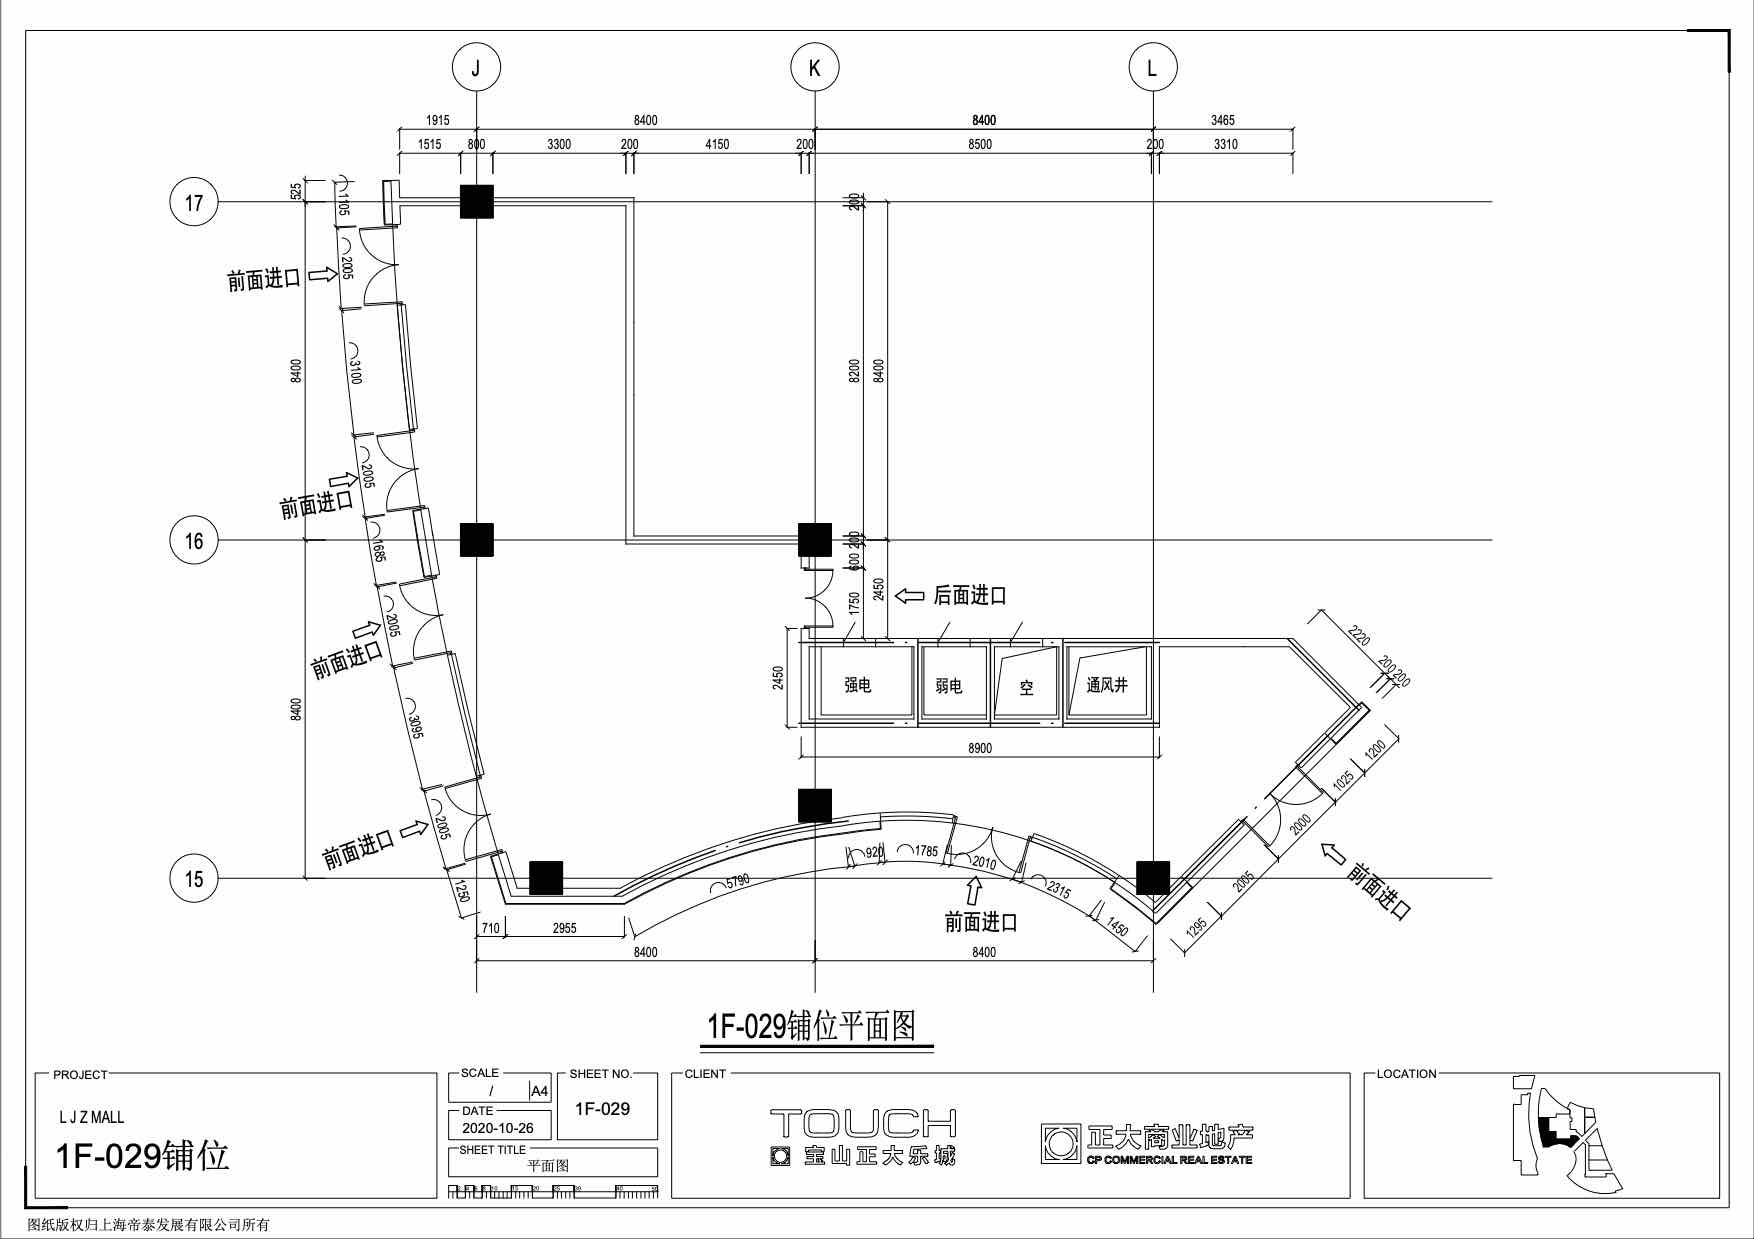 J
K
L
1915
8400
8400
3465
1515
800
3300
200
4150
200
8500
200
3310
17
16
15
525
8400
8400
1105
2005
3100
2005
1685
2005
3095
2005
1250
前面进口
前面进口
前面进口
前面进口
200
8200
8400
200
600
1750
2450
后面进口
2450
强电
弱电
空
通风井
8900
2220
200
200
1200
1025
2000
2005
1295
前面进口
710
2955
5790
920
1785
2010
2315
1450
前面进口
8400
8400
1F-029铺位平面图
PROJECT
L J Z MALL
1F-029铺位
SCALE
/
A4
DATE
2020-10-26
SHEET NO.
1F-029
SHEET TITLE
平面图
CLIENT
TOUCH
宝山正大乐城
正大商业地产
CP COMMERCIAL REAL ESTATE
LOCATION
图纸版权归上海帝泰发展有限公司所有